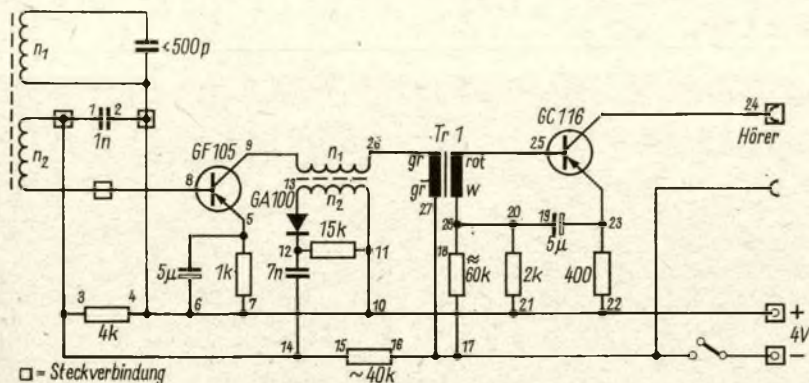 n₁
<500p
1 2
1n
n₂
8
GF105
9
n₁
26
13
n₂
GA100
5
5µ
1k
12
15k
11
7n
3 4
4k
6 7
10
14
15 16
~40k
Tr 1
gr
gr
27
rot
w
25
GC116
24
Hörer
28
20
19
5µ
23
18
≈
60k
2k
400
21
22
17
+
4V
−
□ = Steckverbindung